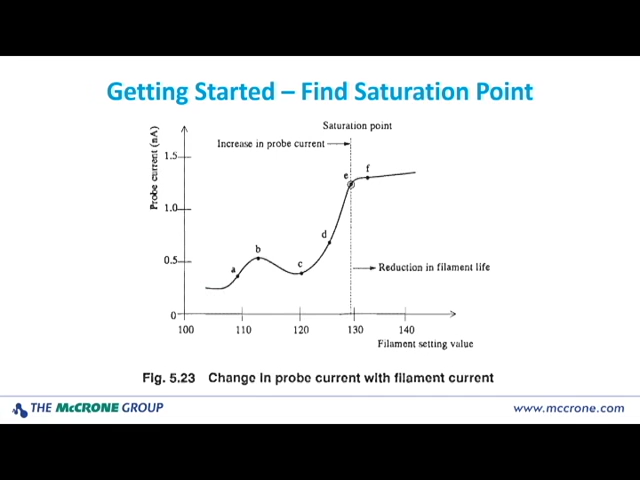 Getting Started – Find Saturation Point
Saturation point
Increase in probe current
Probe current (nA)
1.5
1.0
0.5
0
a
b
c
d
e
f
Reduction in filament life
100 110 120 130 140
Filament setting value
Fig. 5.23 Change in probe current with filament current
THE McCRONE GROUP
www.mccrone.com